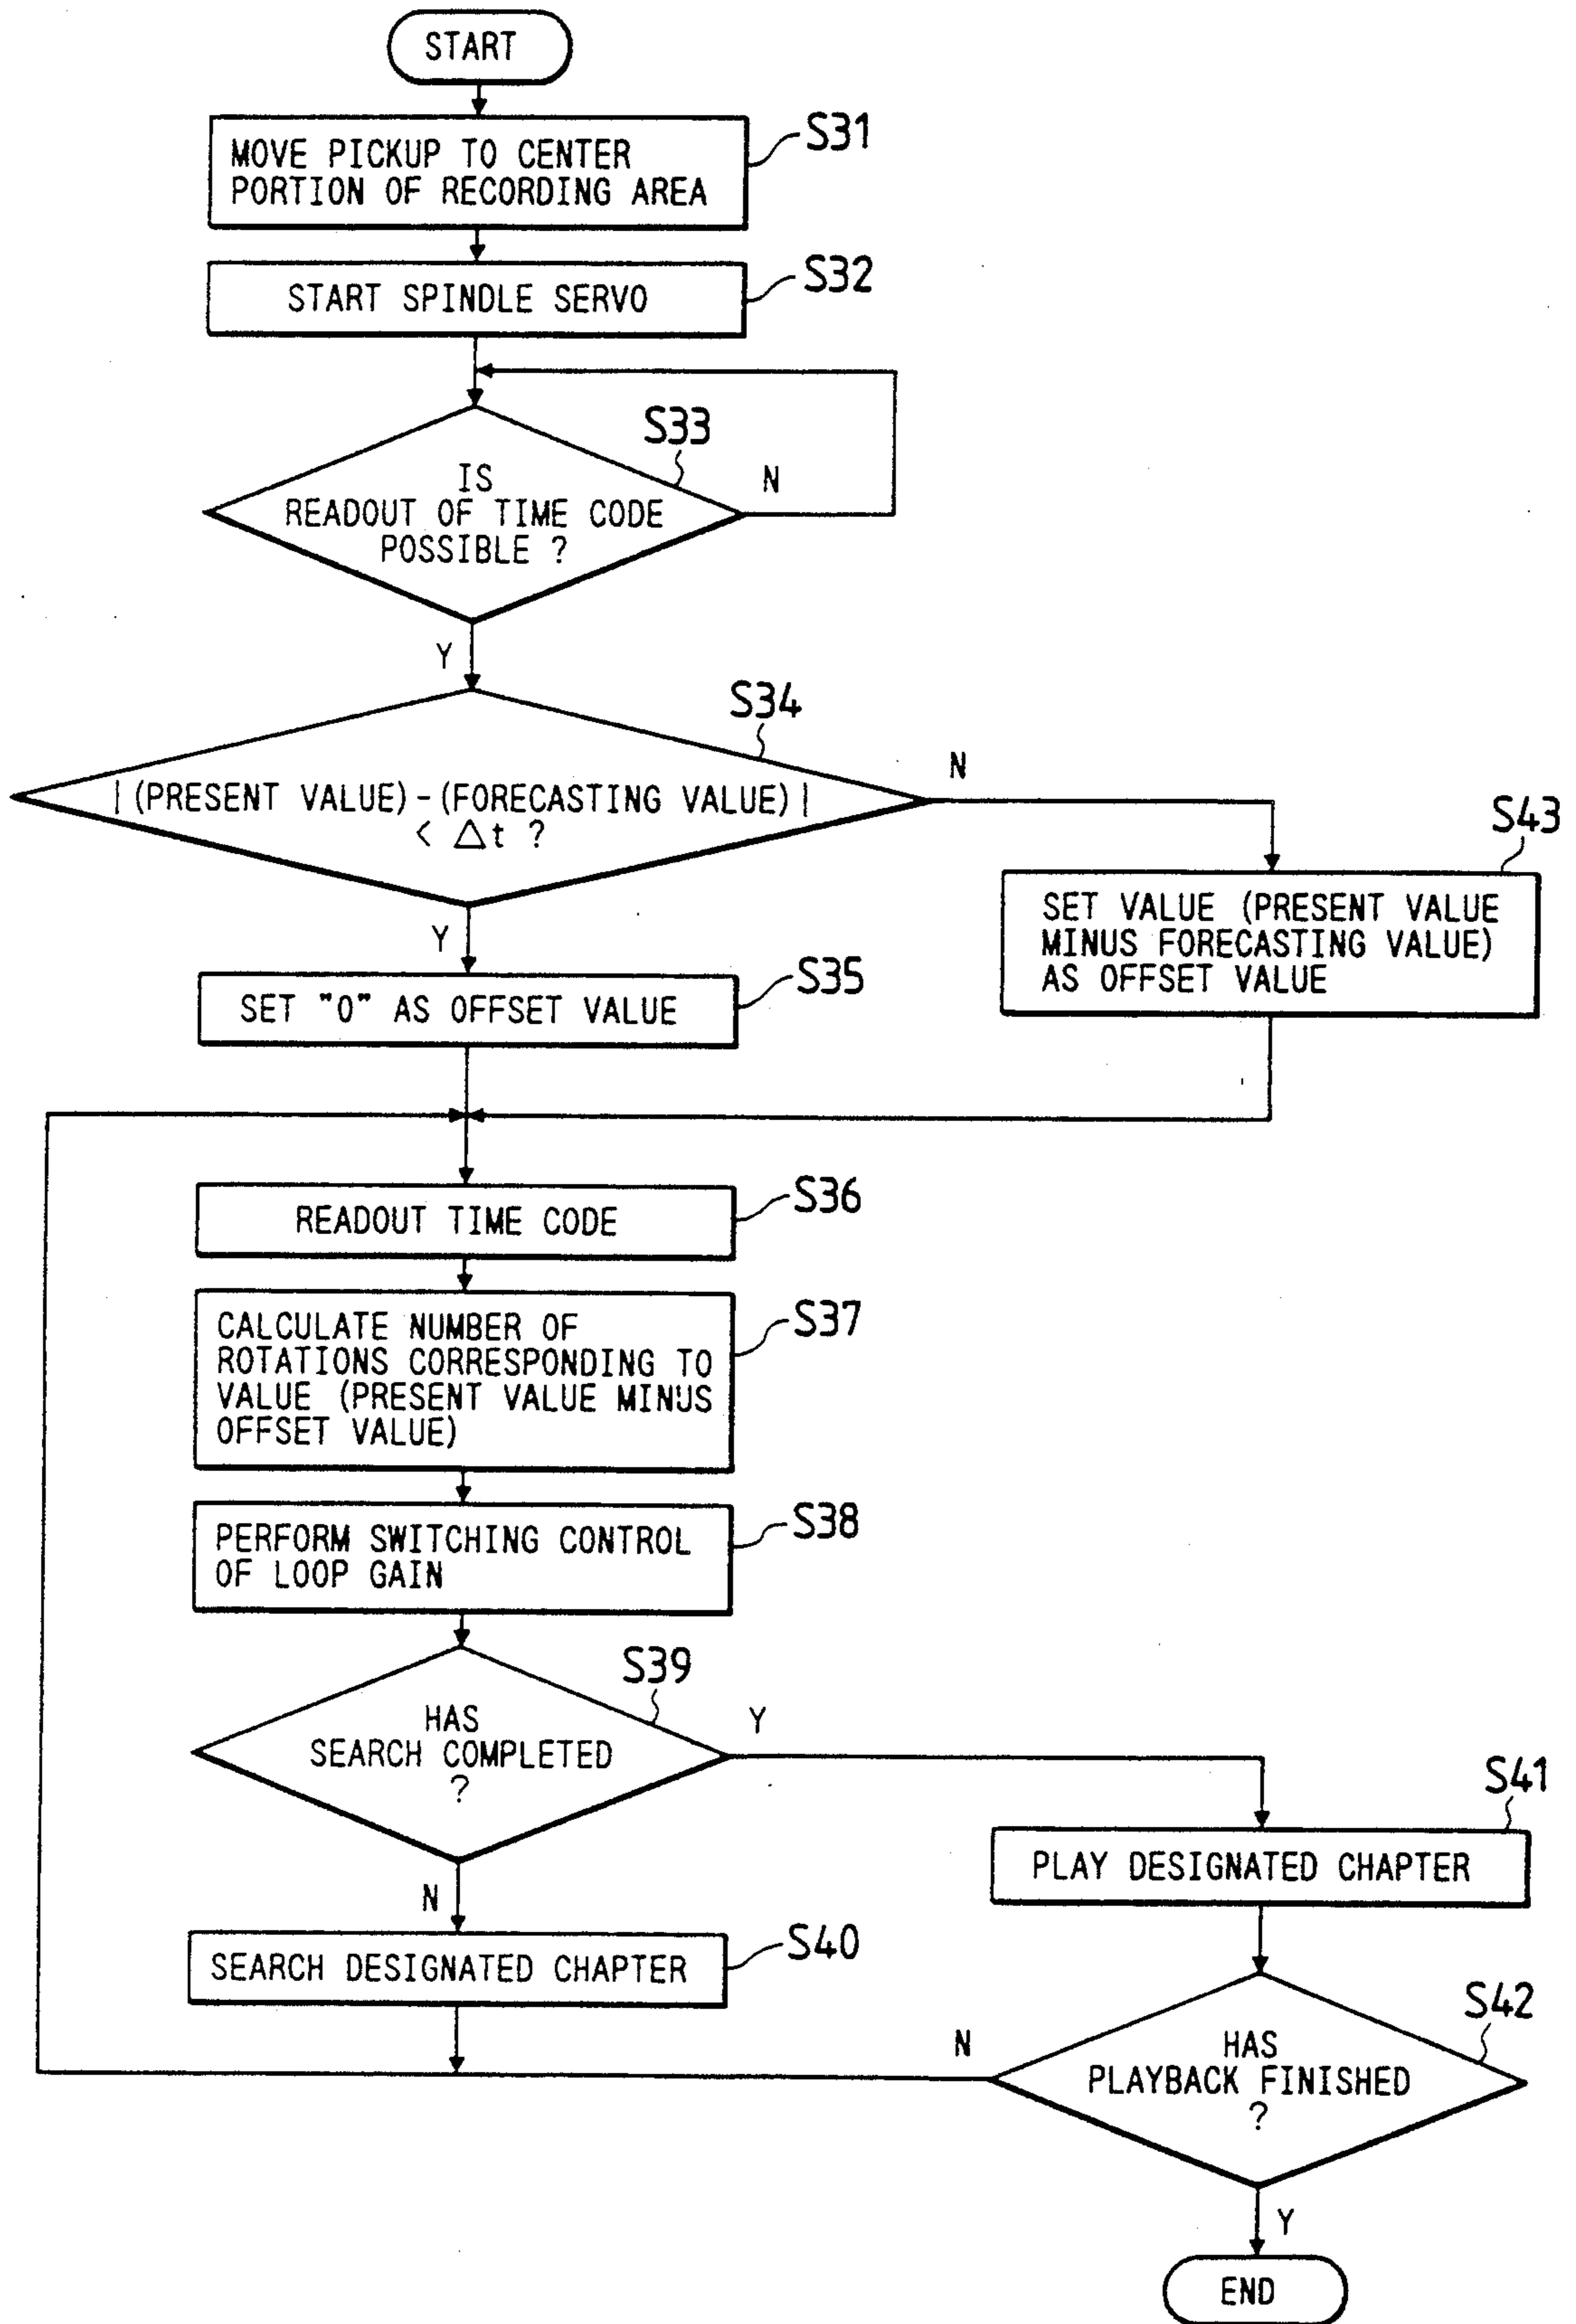 START
S31
MOVE PICKUP TO CENTER
PORTION OF RECORDING AREA
S32
START SPINDLE SERVO
S33
IS
READOUT OF TIME CODE
POSSIBLE ?
N
Y
S34
| (PRESENT VALUE) - (FORECASTING VALUE) |
< Δt ?
N
Y
S43
SET VALUE (PRESENT VALUE
MINUS FORECASTING VALUE)
AS OFFSET VALUE
S35
SET "0" AS OFFSET VALUE
S36
READOUT TIME CODE
S37
CALCULATE NUMBER OF
ROTATIONS CORRESPONDING TO
VALUE (PRESENT VALUE MINUS
OFFSET VALUE)
S38
PERFORM SWITCHING CONTROL
OF LOOP GAIN
S39
HAS
SEARCH COMPLETED
?
Y
N
S41
PLAY DESIGNATED CHAPTER
S40
SEARCH DESIGNATED CHAPTER
S42
HAS
PLAYBACK FINISHED
?
N
Y
END